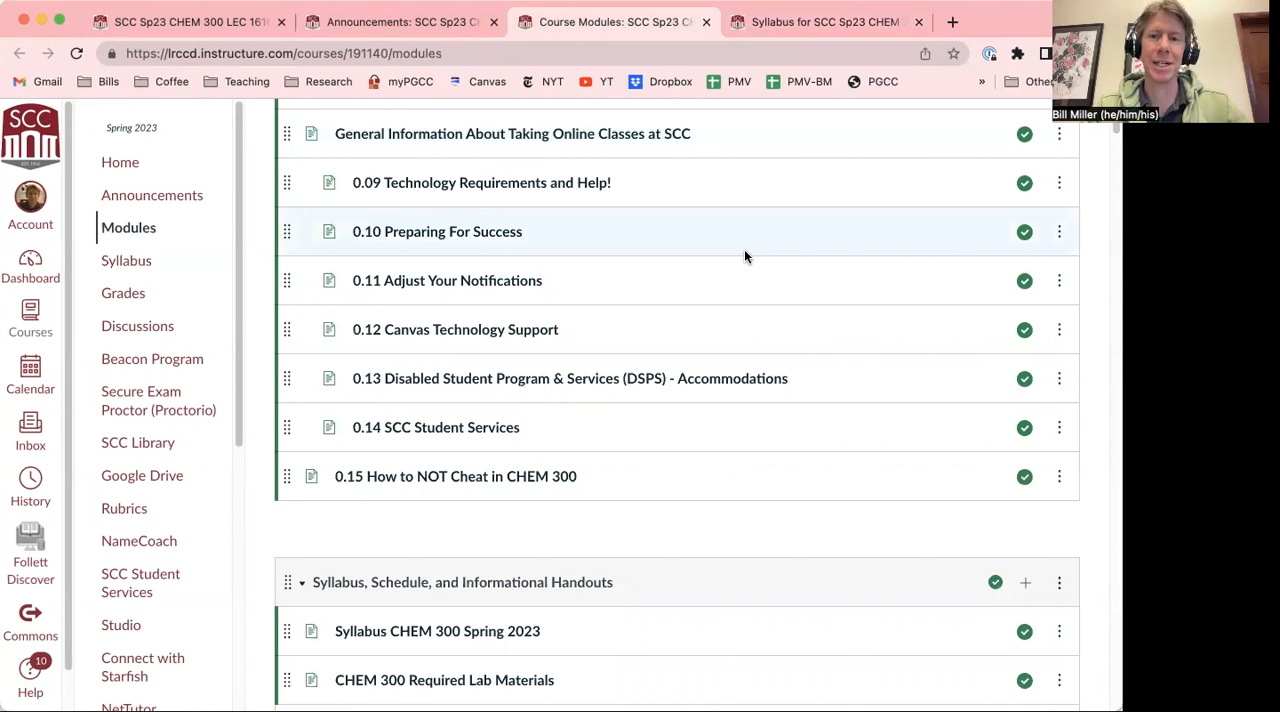 SCC Sp23 CHEM 300 LEC 161
Announcements: SCC Sp23 C
Course Modules: SCC Sp23 Ch
Syllabus for SCC Sp23 CHEM
https://lrccd.instructure.com/courses/191140/modules
Gmail
Bills
Coffee
Teaching
Research
myPGCC
Canvas
NYT
YT
Dropbox
PMV
PMV-BM
PGCC
»
Othe
Bill Miller (he/him/his)
SCC
Account
Dashboard
Courses
Calendar
Inbox
History
Follett
Discover
Commons
10
Help
Spring 2023
Home
Announcements
Modules
Syllabus
Grades
Discussions
Beacon Program
Secure Exam
Proctor (Proctorio)
SCC Library
Google Drive
Rubrics
NameCoach
SCC Student
Services
Studio
Connect with
Starfish
NetTutor
General Information About Taking Online Classes at SCC
0.09 Technology Requirements and Help!
0.10 Preparing For Success
0.11 Adjust Your Notifications
0.12 Canvas Technology Support
0.13 Disabled Student Program & Services (DSPS) - Accommodations
0.14 SCC Student Services
0.15 How to NOT Cheat in CHEM 300
Syllabus, Schedule, and Informational Handouts
Syllabus CHEM 300 Spring 2023
CHEM 300 Required Lab Materials